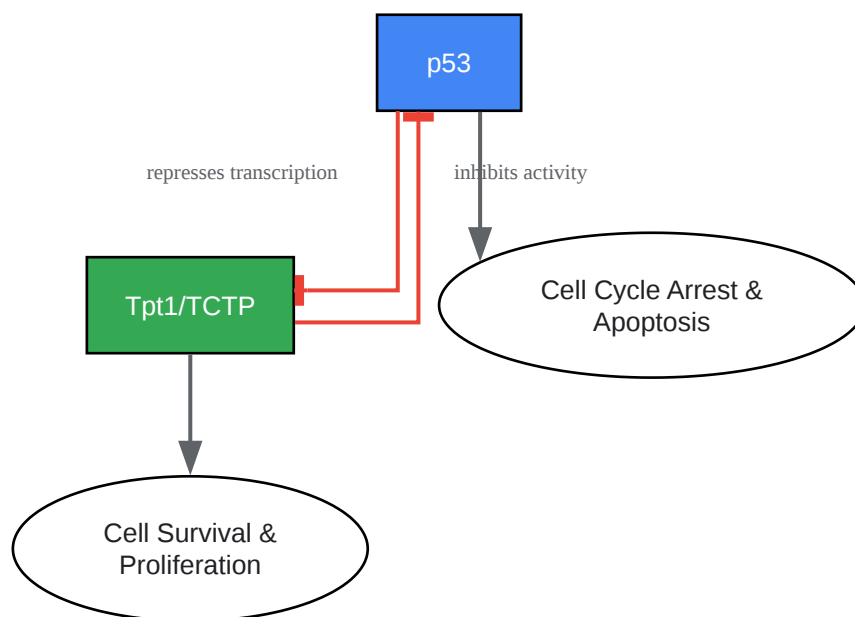 p53
represses transcription
inhibits activity
Tpt1/TCTP
Cell Cycle Arrest &
Apoptosis
Cell Survival &
Proliferation